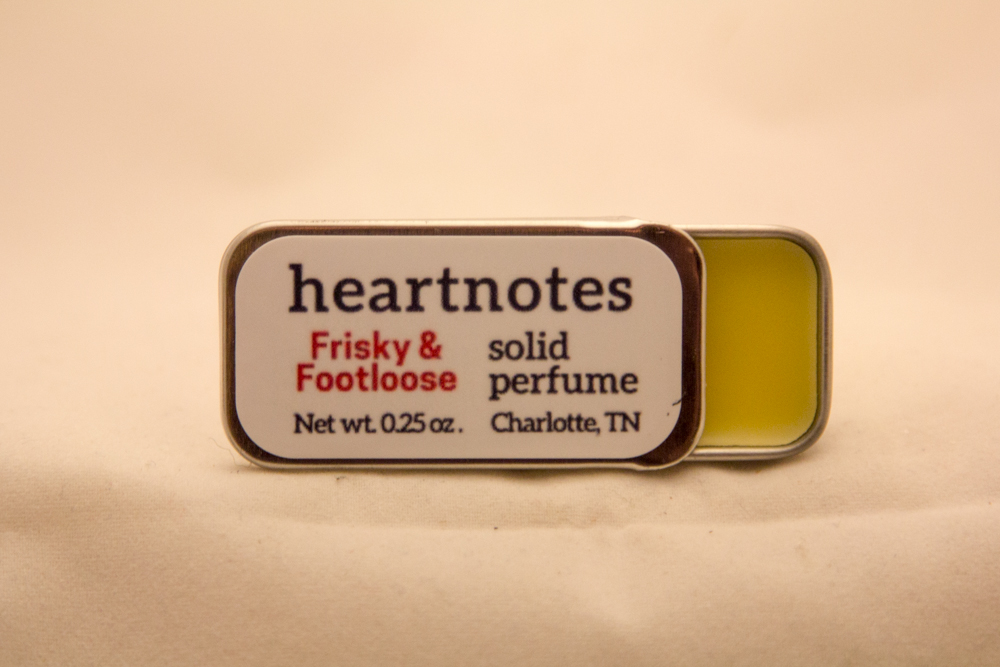 heartnotes
Frisky &
Footloose
solid
perfume
Net wt. 0.25 oz.
Charlotte, TN